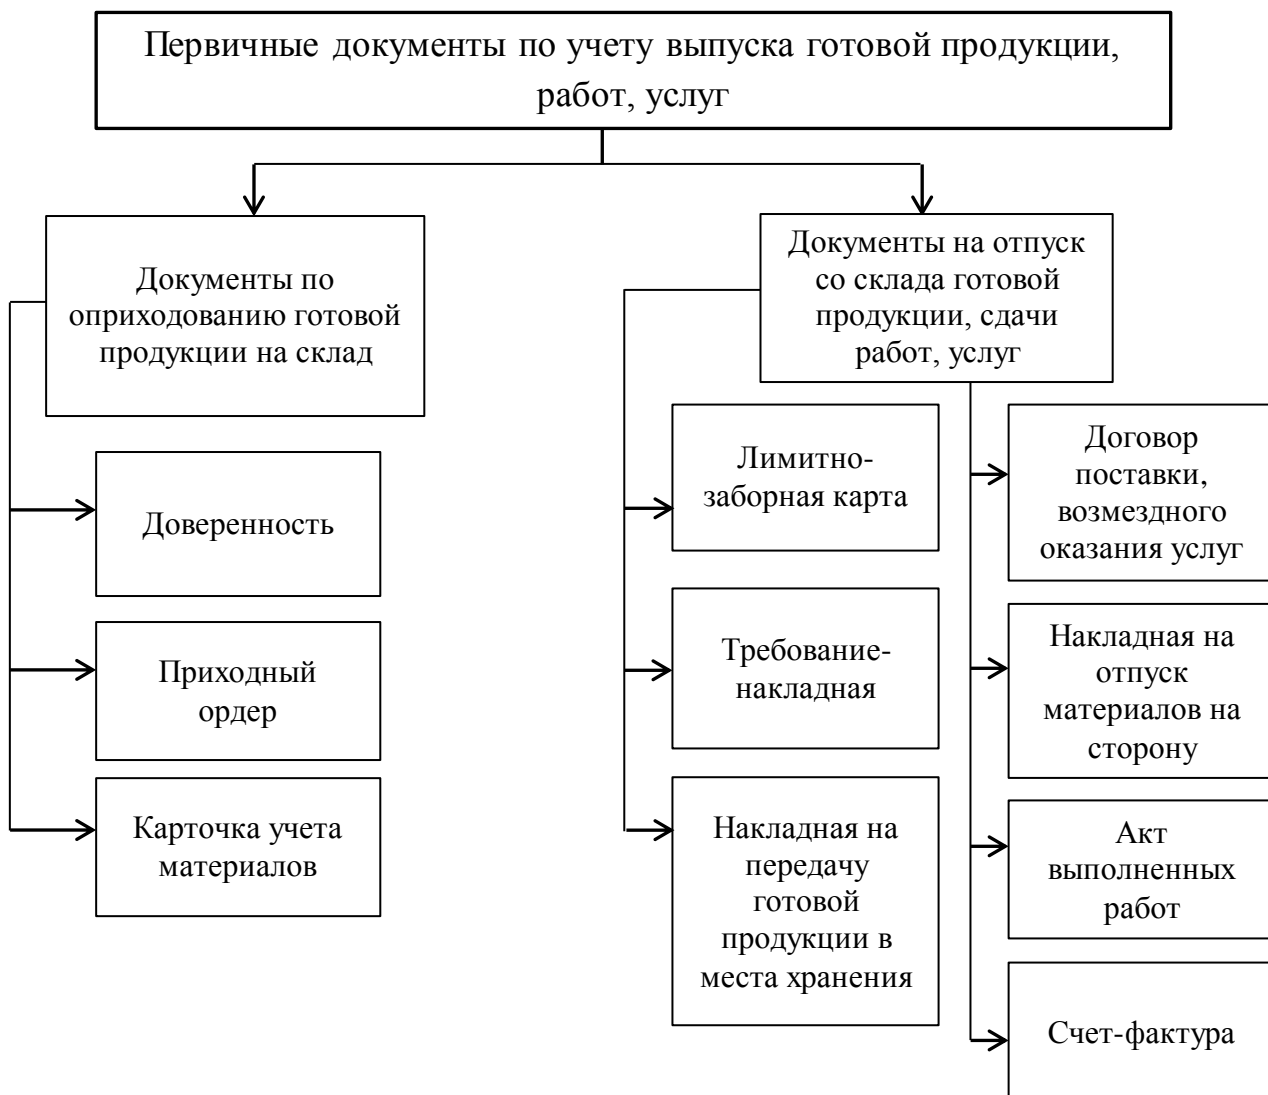 Первичные документы по учету выпуска готовой продукции,
работ, услуг
Документы по
оприходованию готовой
продукции на склад
Доверенность
Приходный
ордер
Карточка учета
материалов
Документы на отпуск
со склада готовой
продукции, сдачи
работ, услуг
Лимитно-
заборная карта
Требование-
накладная
Накладная на
передачу
готовой
продукции в
места хранения
Договор
поставки,
возмездного
оказания услуг
Накладная на
отпуск
материалов на
сторону
Акт
выполненных
работ
Счет-фактура